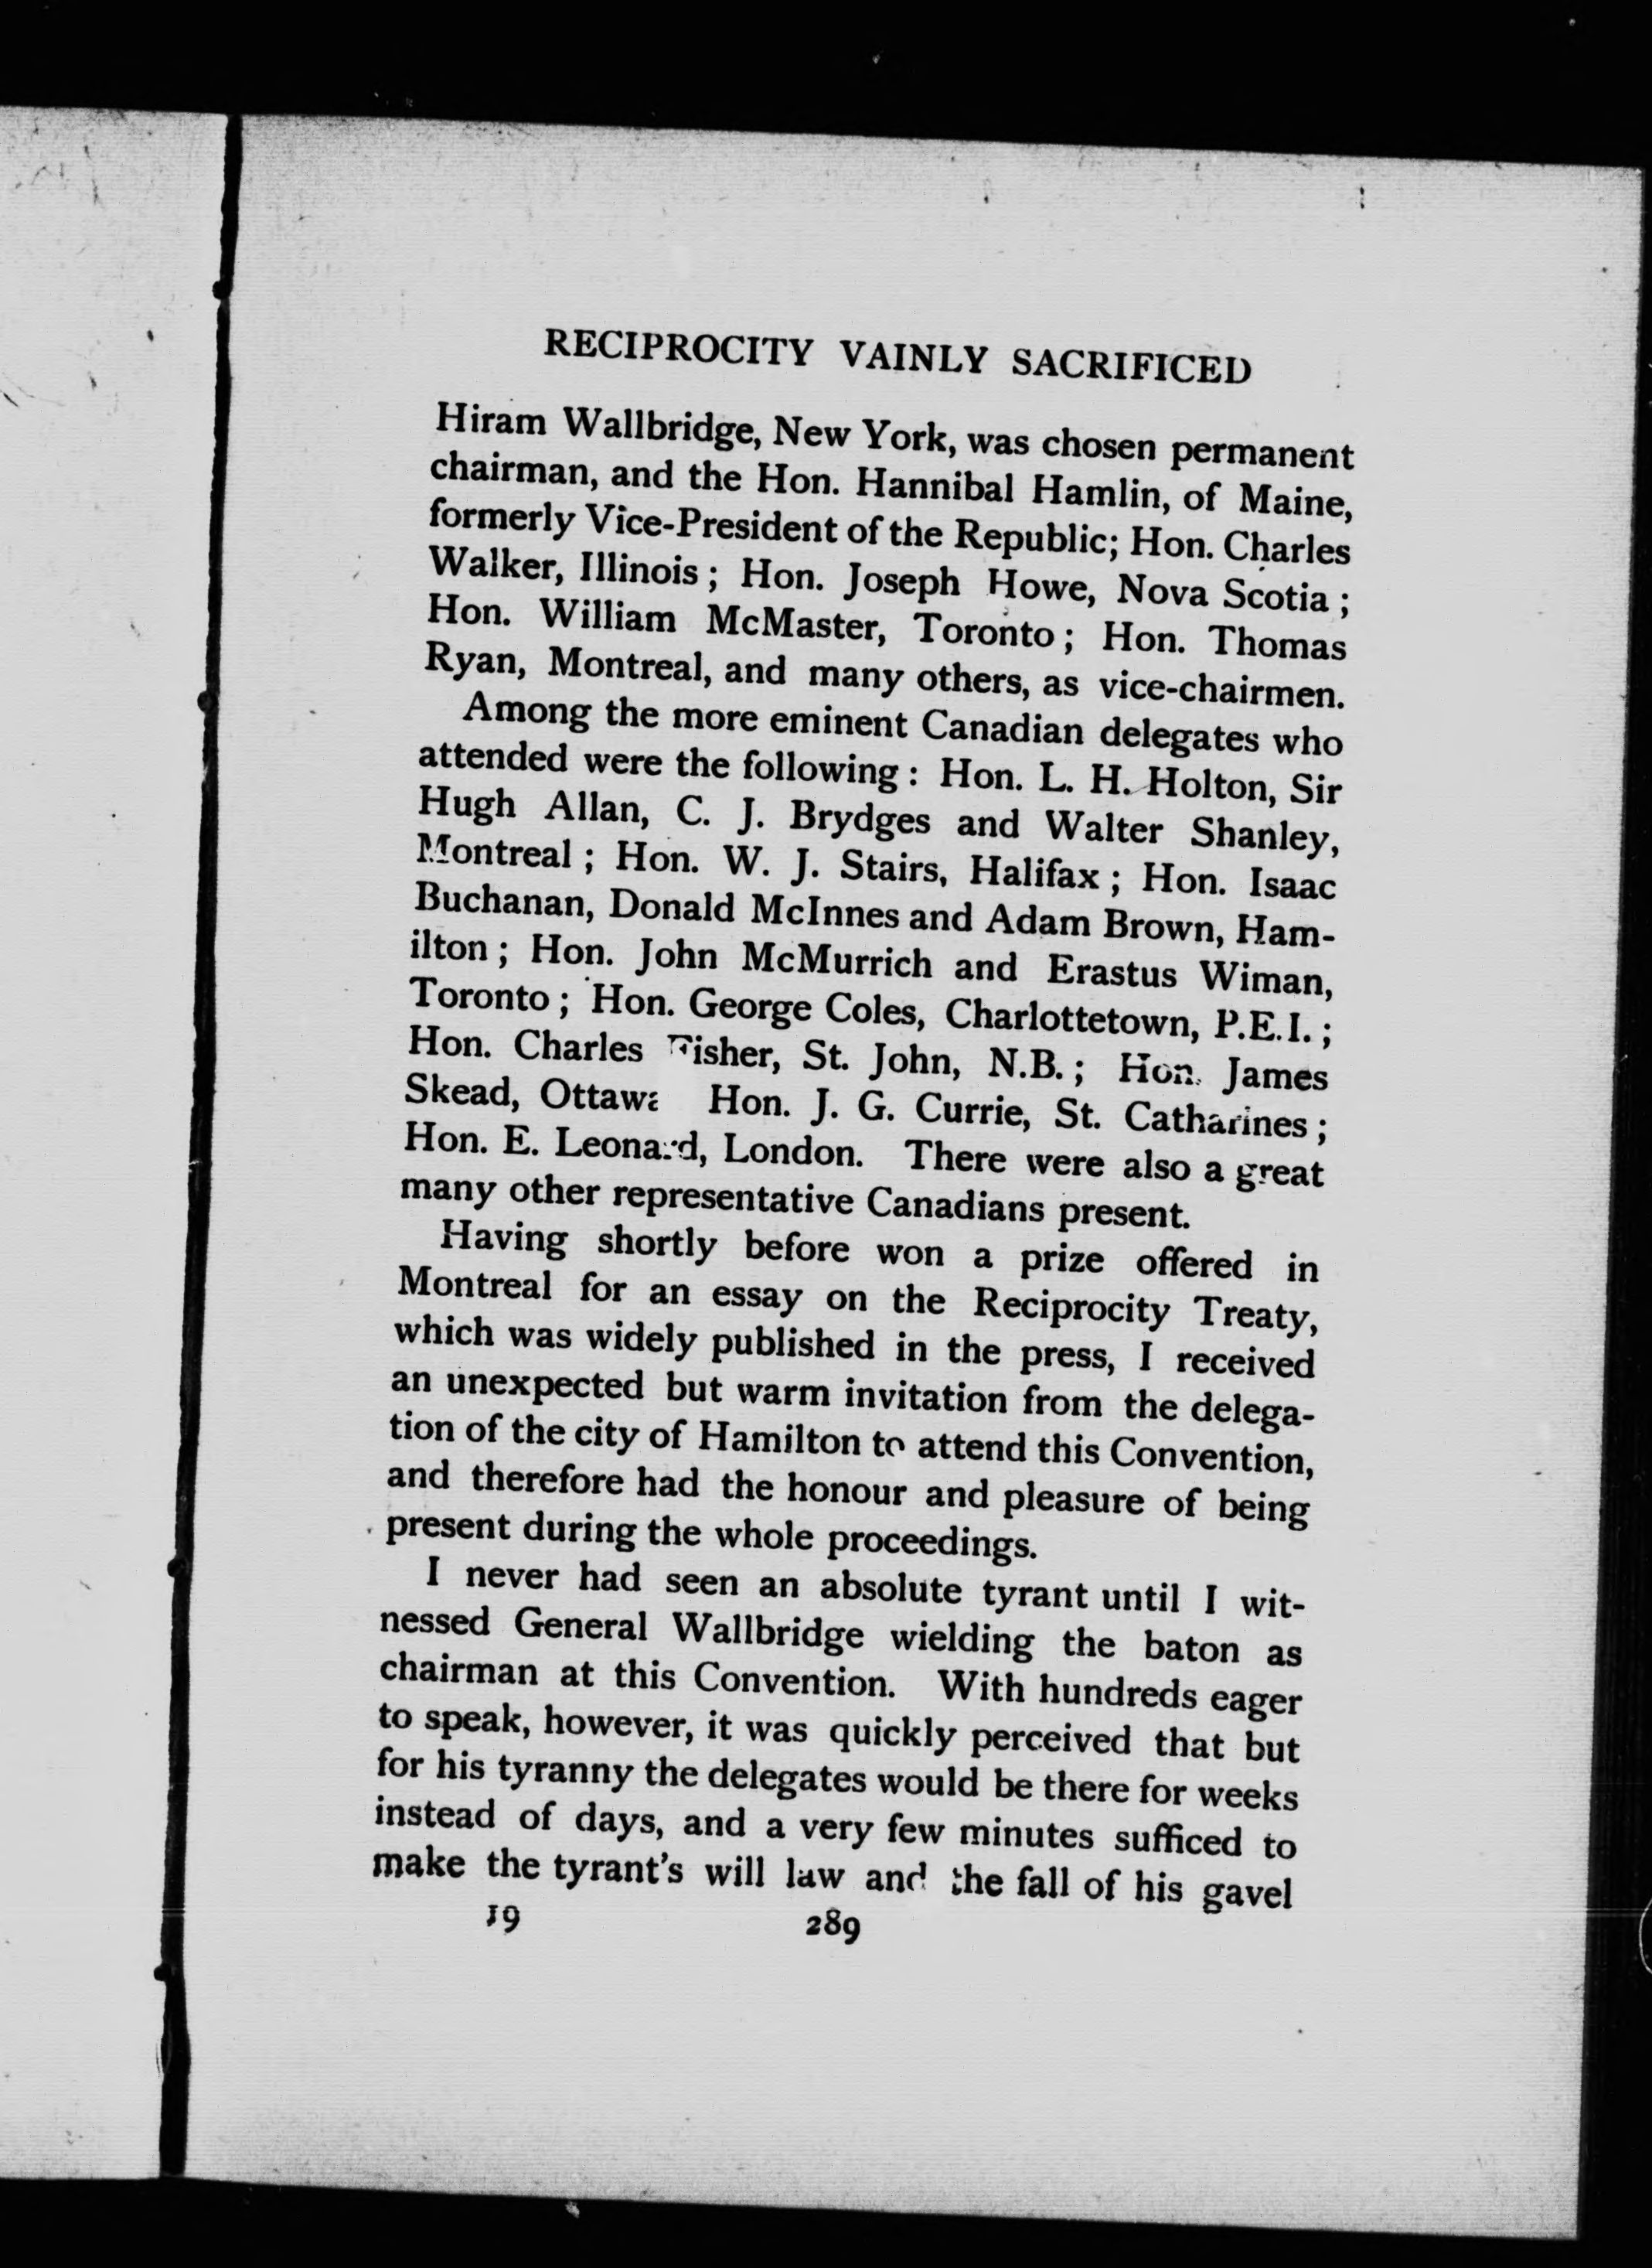 RECIPROCITY VAINLY SACRIFICED
Hiram Wallbridge, New York, was chosen permanent
chairman, and the Hon. Hannibal Hamlin, of Maine,
formerly Vice-President of the Republic; Hon. Charles
Walker, Illinois; Hon. Joseph Howe, Nova Scotia;
Hon. William McMaster, Toronto; Hon. Thomas
Ryan, Montreal, and many others, as vice-chairmen.
Among the more eminent Canadian delegates who
attended were the following: Hon. L. H. Holton, Sir
Hugh Allan, C. J. Brydges and Walter Shanley,
Montreal; Hon. W. J. Stairs, Halifax; Hon. Isaac
Buchanan, Donald McInnes and Adam Brown, Ham-
ilton; Hon. John McMurrich and Erastus Wiman,
Toronto; Hon. George Coles, Charlottetown, P.E.I.;
Hon. Charles Fisher, St. John, N.B.; Hon. James
Skead, Ottawa Hon. J. G. Currie, St. Catharines;
Hon. E. Leonard, London. There were also a great
many other representative Canadians present.
Having shortly before won a prize offered in
Montreal for an essay on the Reciprocity Treaty,
which was widely published in the press, I received
an unexpected but warm invitation from the delega-
tion of the city of Hamilton to attend this Convention,
and therefore had the honour and pleasure of being
present during the whole proceedings.
I never had seen an absolute tyrant until I wit-
nessed General Wallbridge wielding the baton as
chairman at this Convention. With hundreds eager
to speak, however, it was quickly perceived that but
for his tyranny the delegates would be there for weeks
instead of days, and a very few minutes sufficed to
make the tyrant's will law and the fall of his gavel
19 289